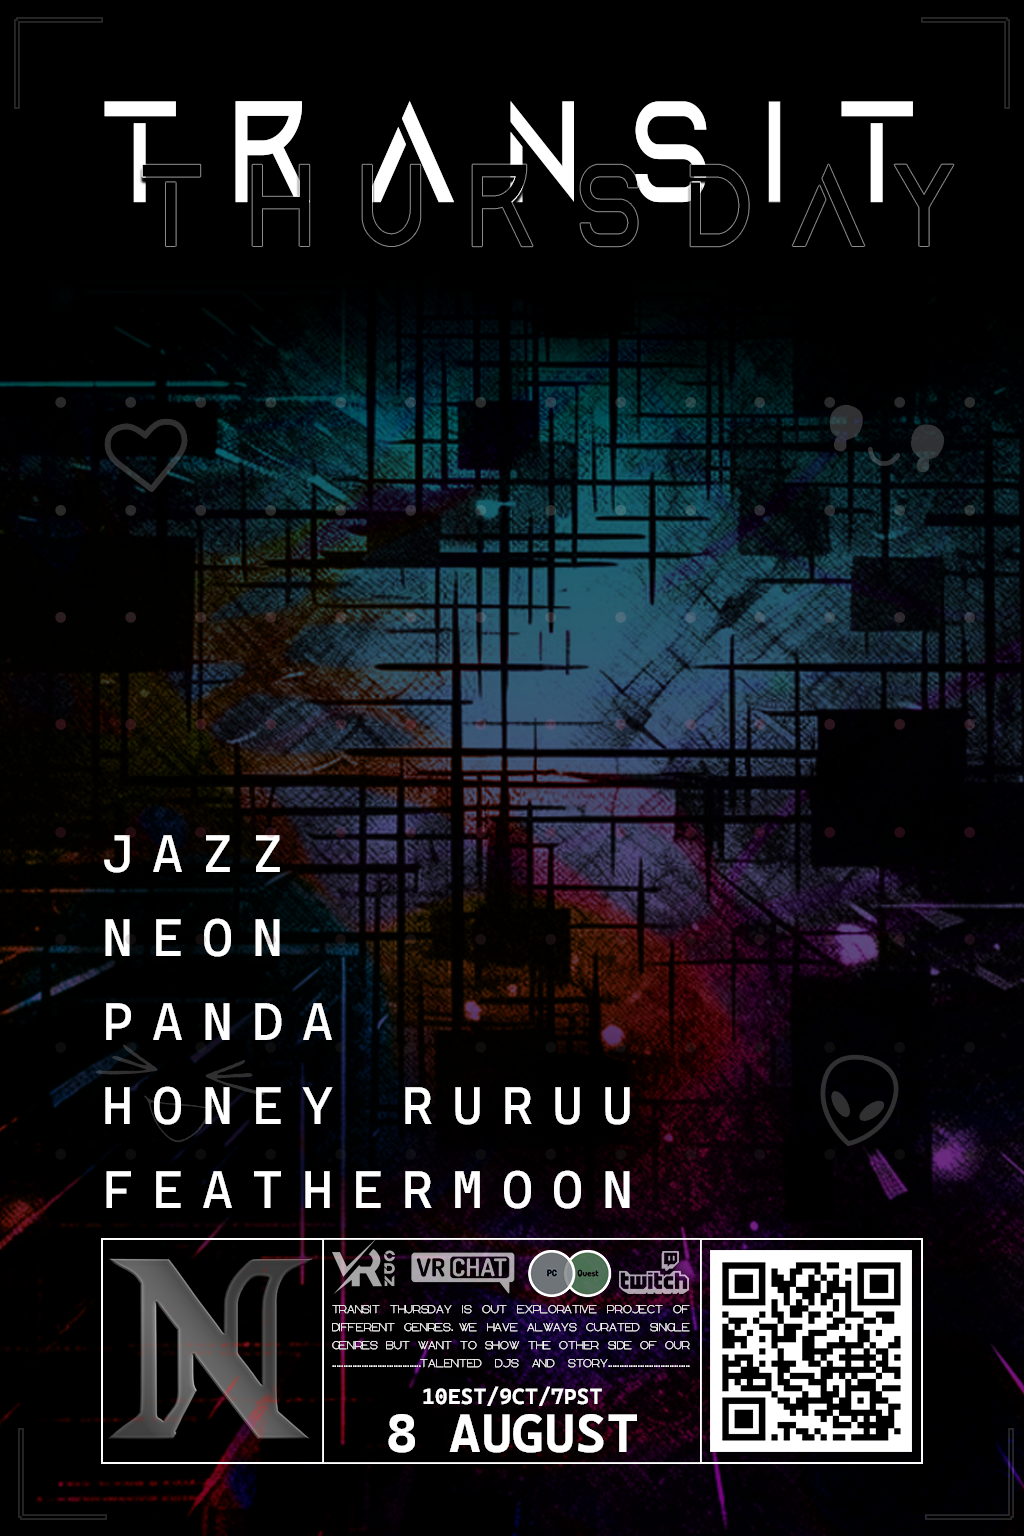 TRANSIT
THURSDAY
JAZZ
NEON
PANDA
HONEY RURUU
FEATHERMOON
N
VR CDN
VRCHAT
PC Quest
twitch
TRANSIT THURSDAY IS OUT EXPLORATIVE PROJECT OF
DIFFERENT GENRES. WE HAVE ALWAYS CURATED SINGLE
GENRES BUT WANT TO SHOW THE OTHER SIDE OF OUR
..............................TALENTED DJS AND STORY..............................
10EST/9CT/7PST
8 AUGUST